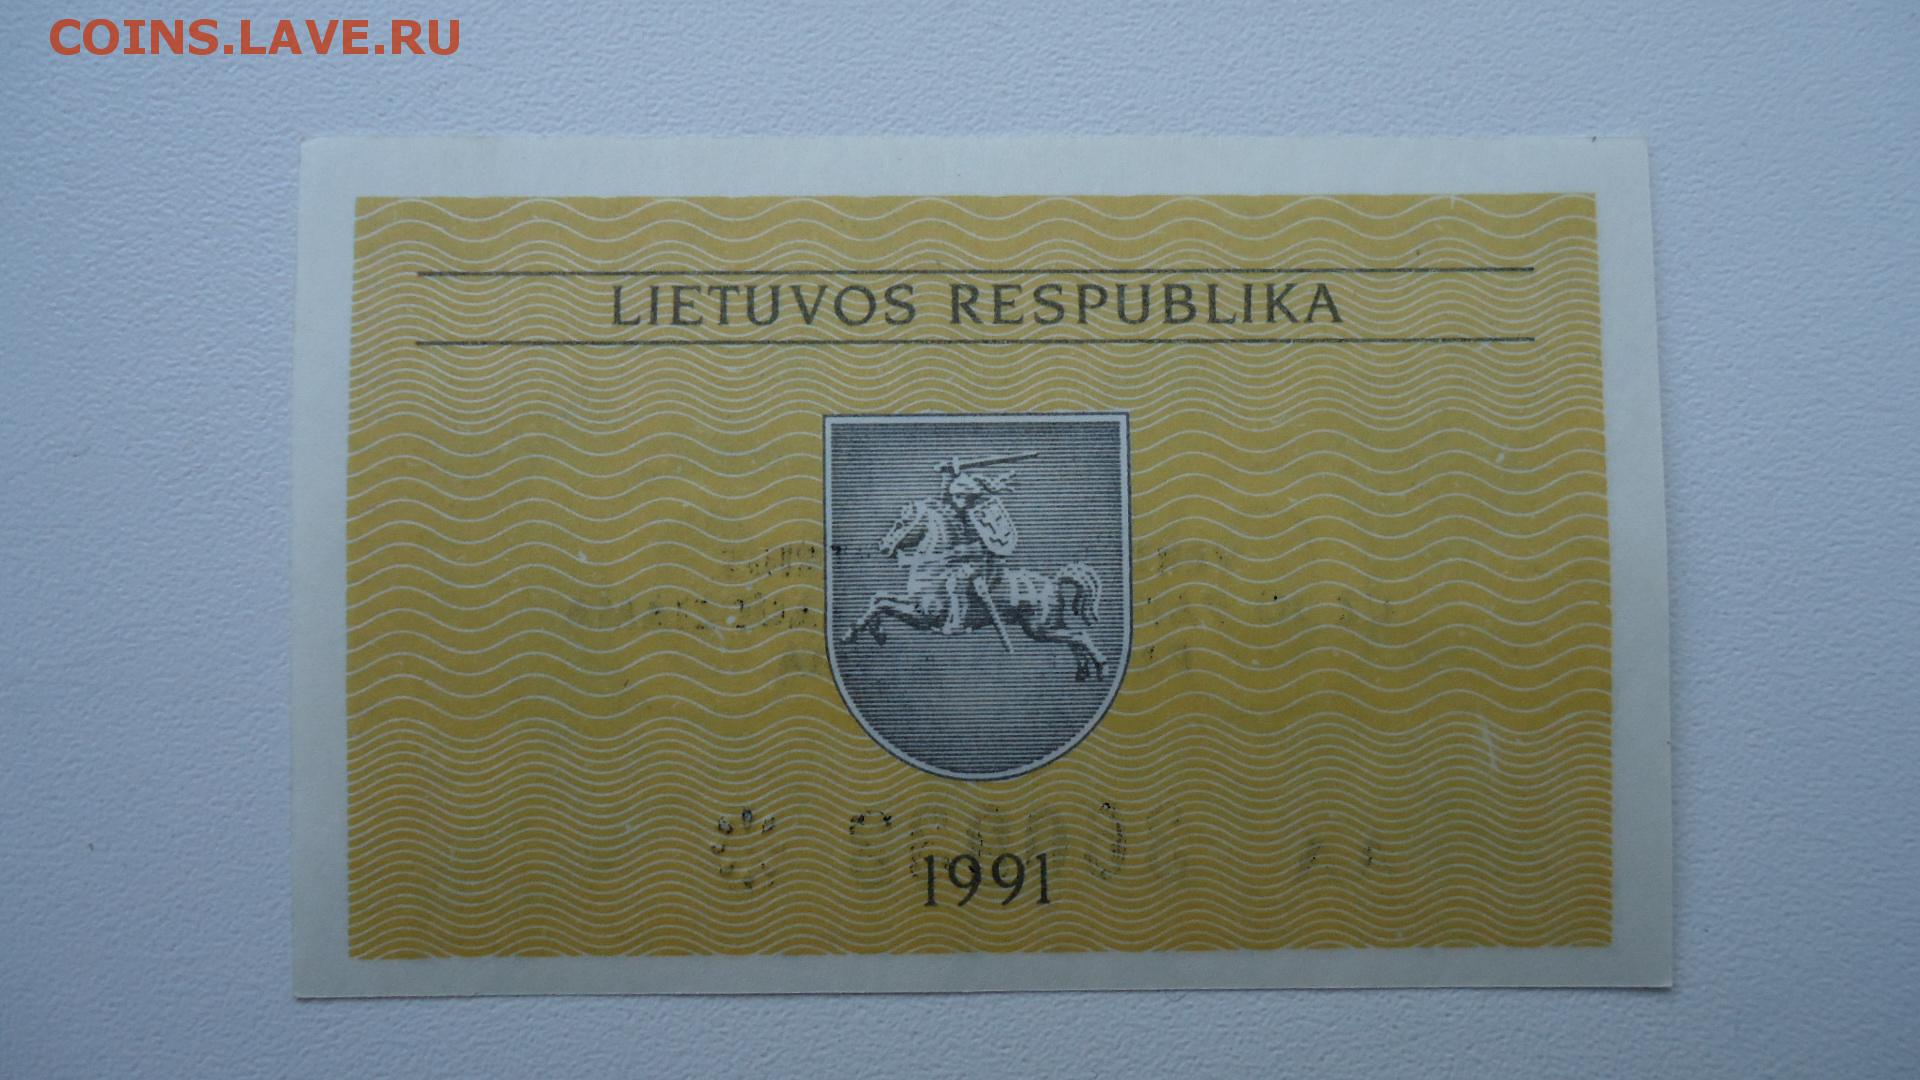 COINS.LAVE.RU
LIETUVOS RESPUBLIKA
1991